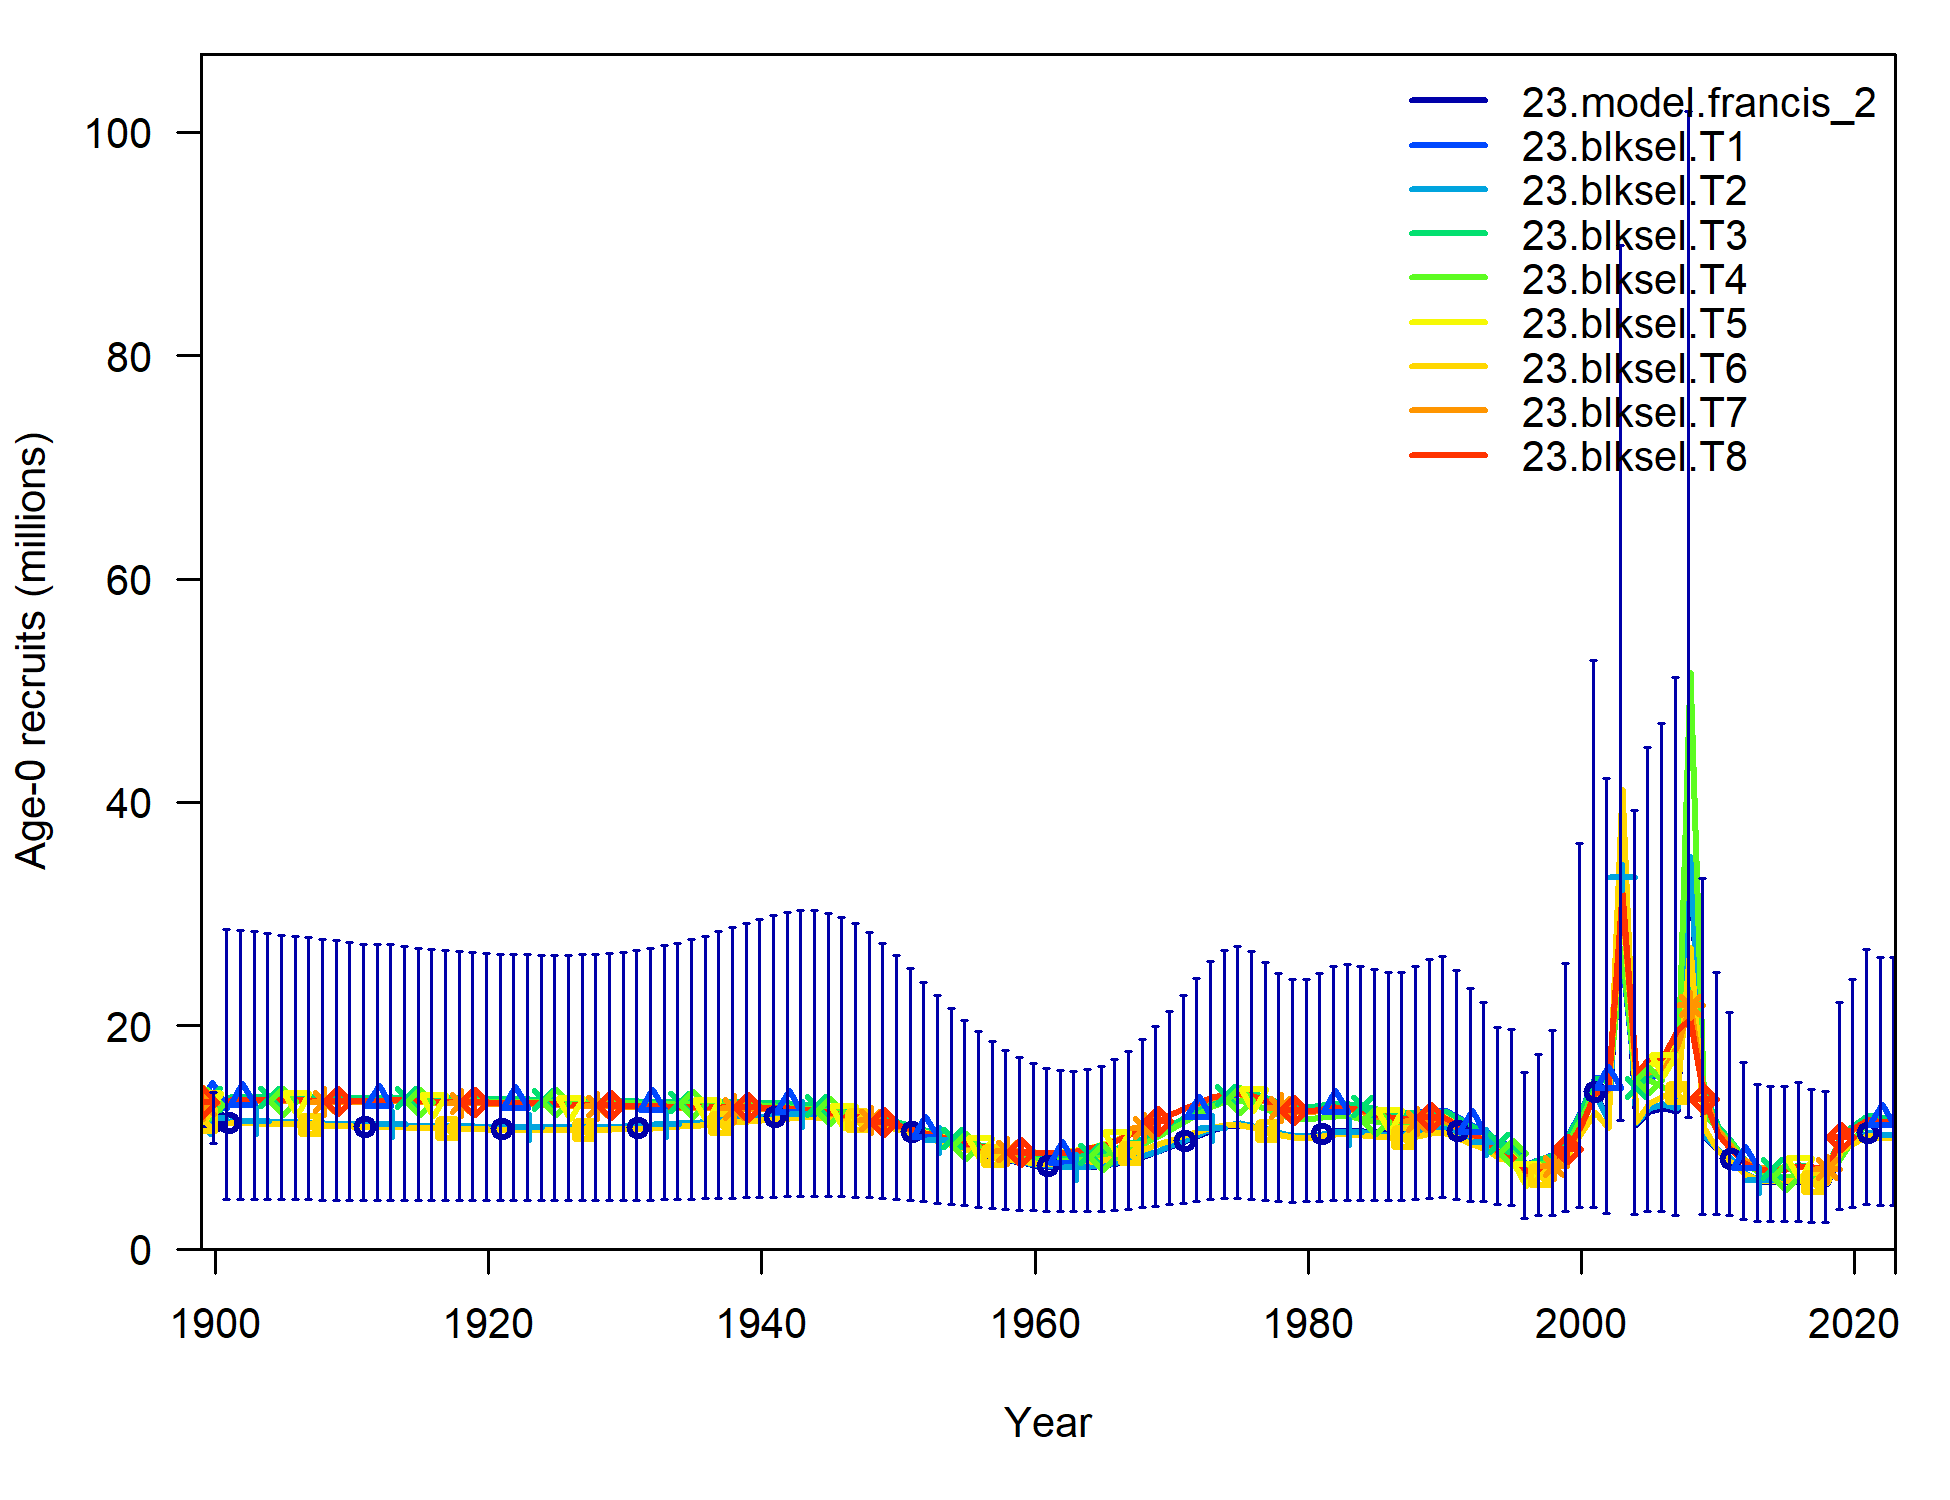 23.model.francis_2
23.blksel.T1
23.blksel.T2
23.blksel.T3
23.blksel.T4
23.blksel.T5
23.blksel.T6
23.blksel.T7
23.blksel.T8
100
80
60
40
20
0
Age-0 recruits (millions)
1900 1920 1940 1960 1980 2000 2020
Year